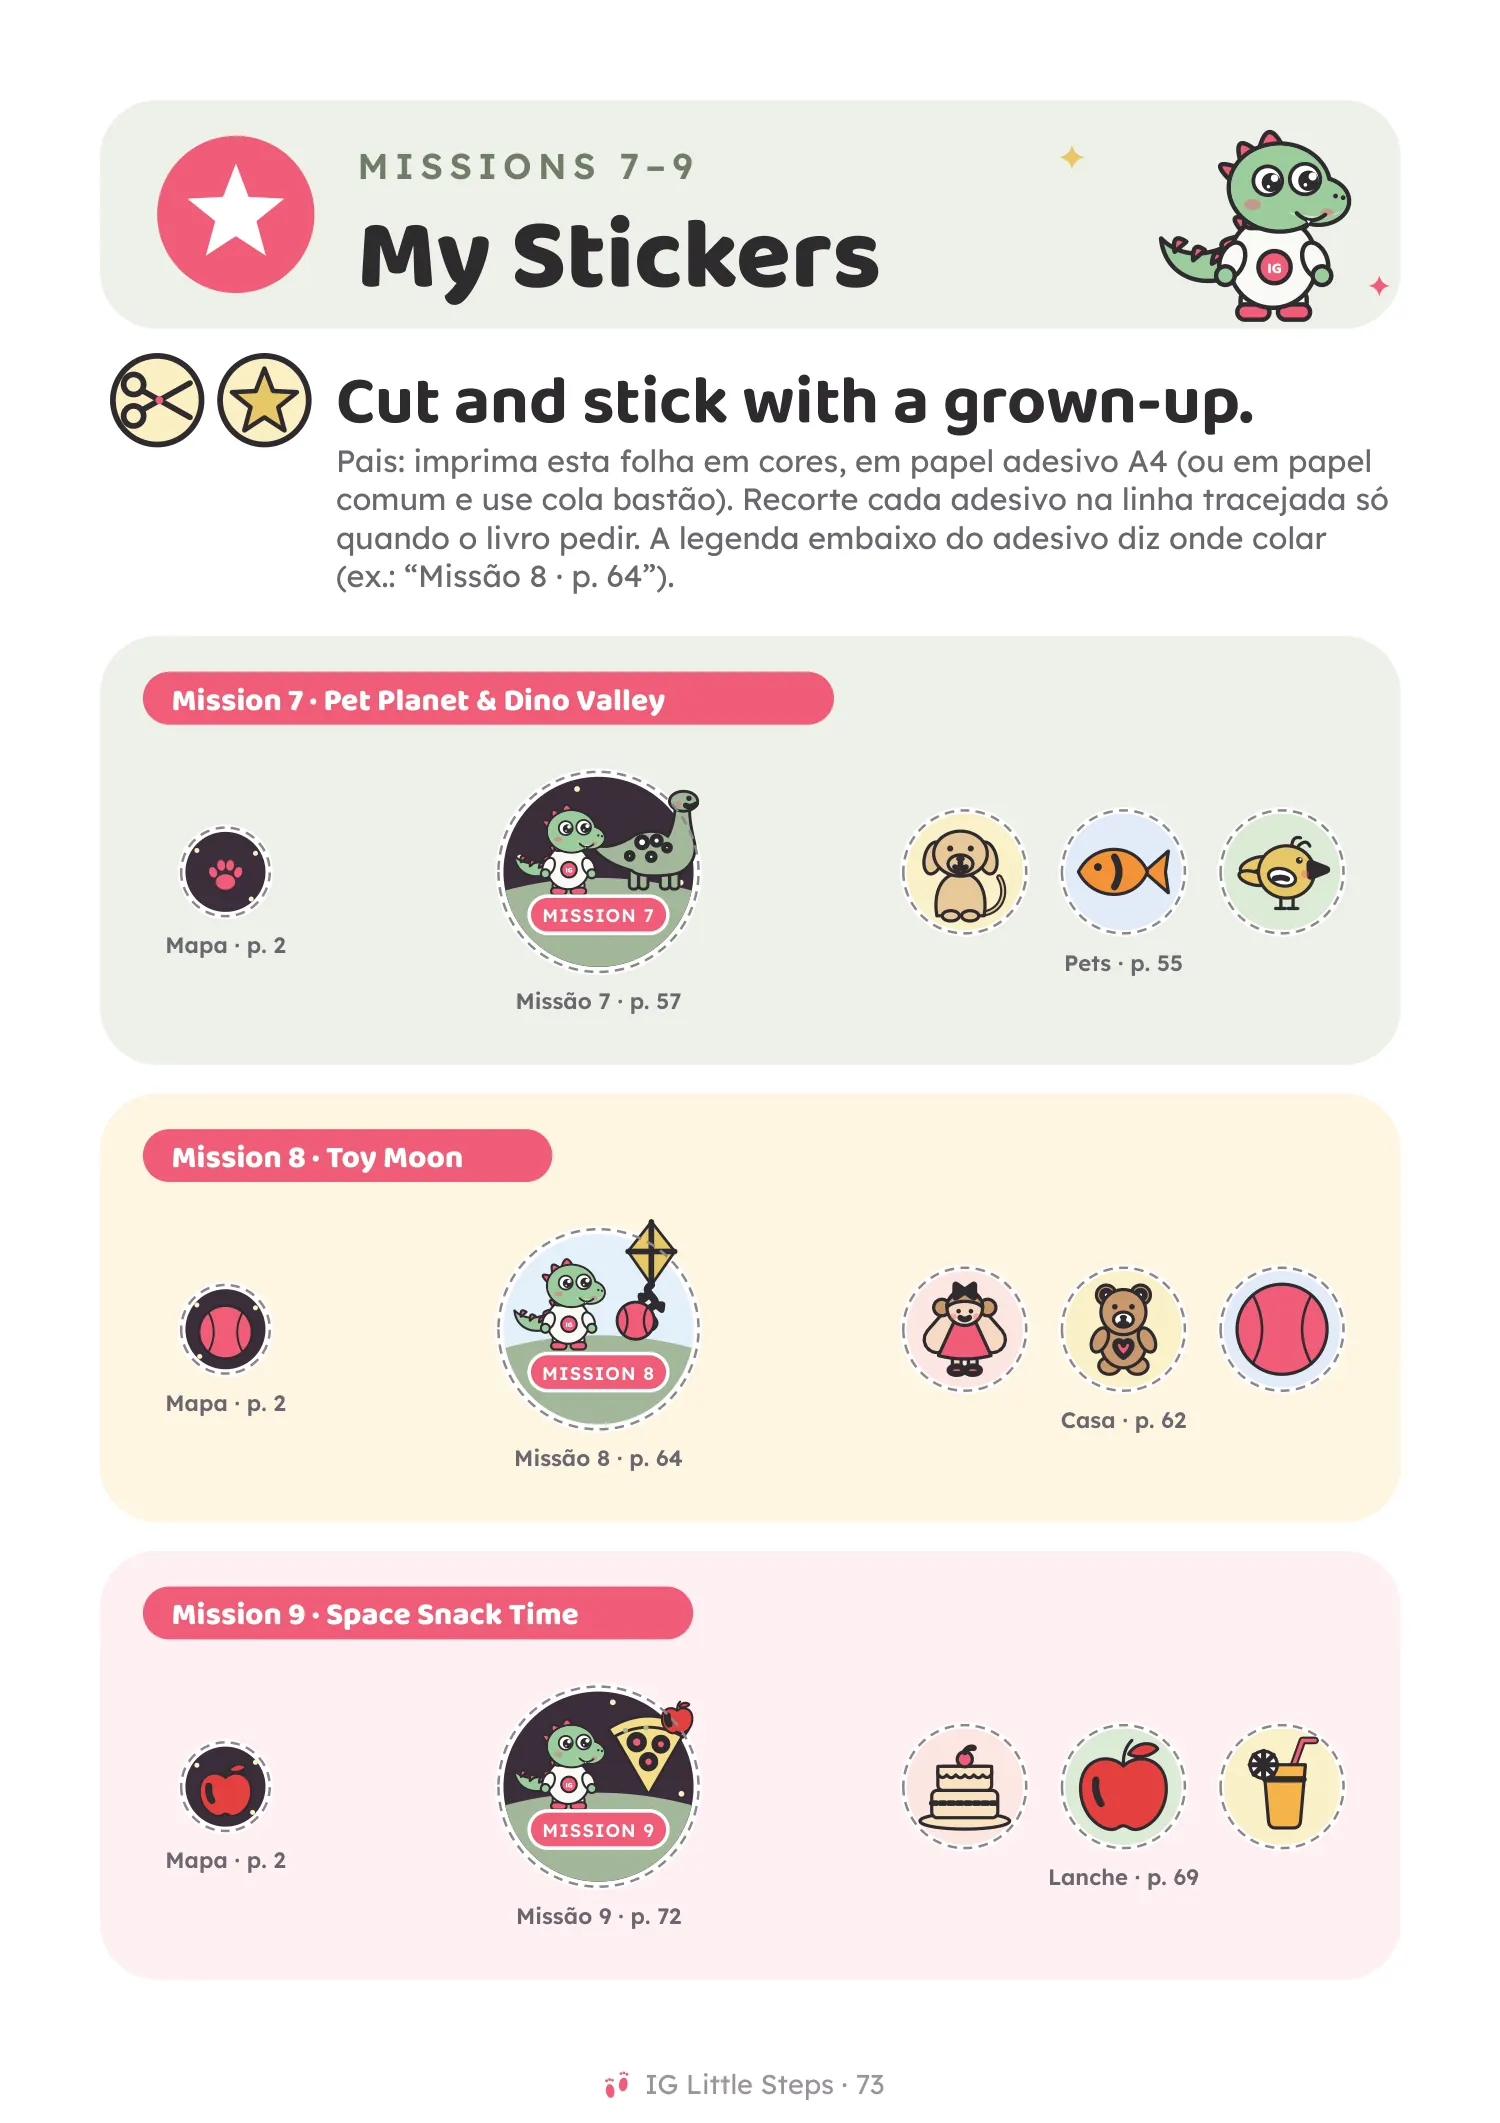 MISSIONS 7–9
My Stickers
IG
Cut and stick with a grown-up.
Pais: imprima esta folha em cores, em papel adesivo A4 (ou em papel
comum e use cola bastão). Recorte cada adesivo na linha tracejada só
quando o livro pedir. A legenda embaixo do adesivo diz onde colar
(ex.: “Missão 8 · p. 64”).
Mission 7 · Pet Planet & Dino Valley
IG
MISSION 7
Mapa · p. 2
Missão 7 · p. 57
Pets · p. 55
Mission 8 · Toy Moon
IG
MISSION 8
Mapa · p. 2
Missão 8 · p. 64
Casa · p. 62
Mission 9 · Space Snack Time
IG
MISSION 9
Mapa · p. 2
Missão 9 · p. 72
Lanche · p. 69
IG Little Steps · 73